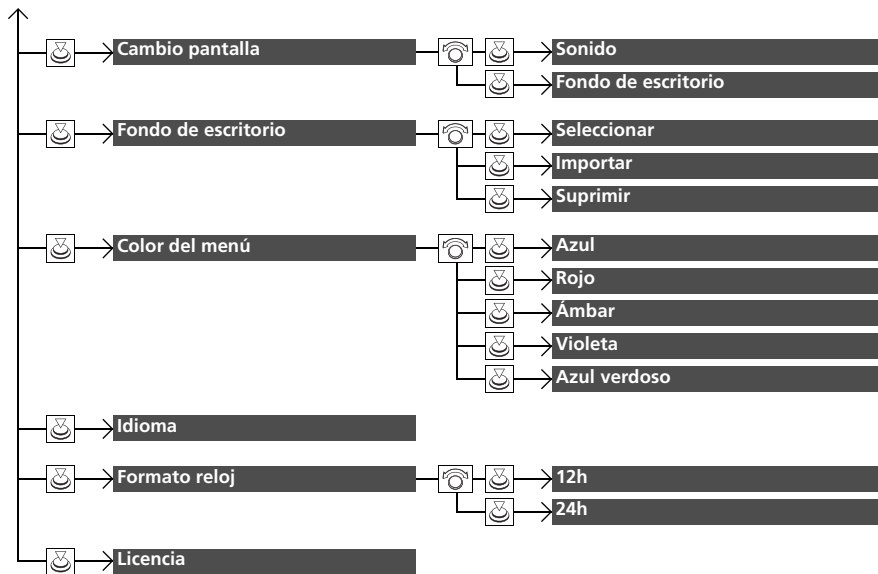 Cambio pantalla
Sonido
Fondo de escritorio
Fondo de escritorio
Seleccionar
Importar
Suprimir
Color del menú
Azul
Rojo
Ámbar
Violeta
Azul verdoso
Idioma
Formato reloj
12h
24h
Licencia